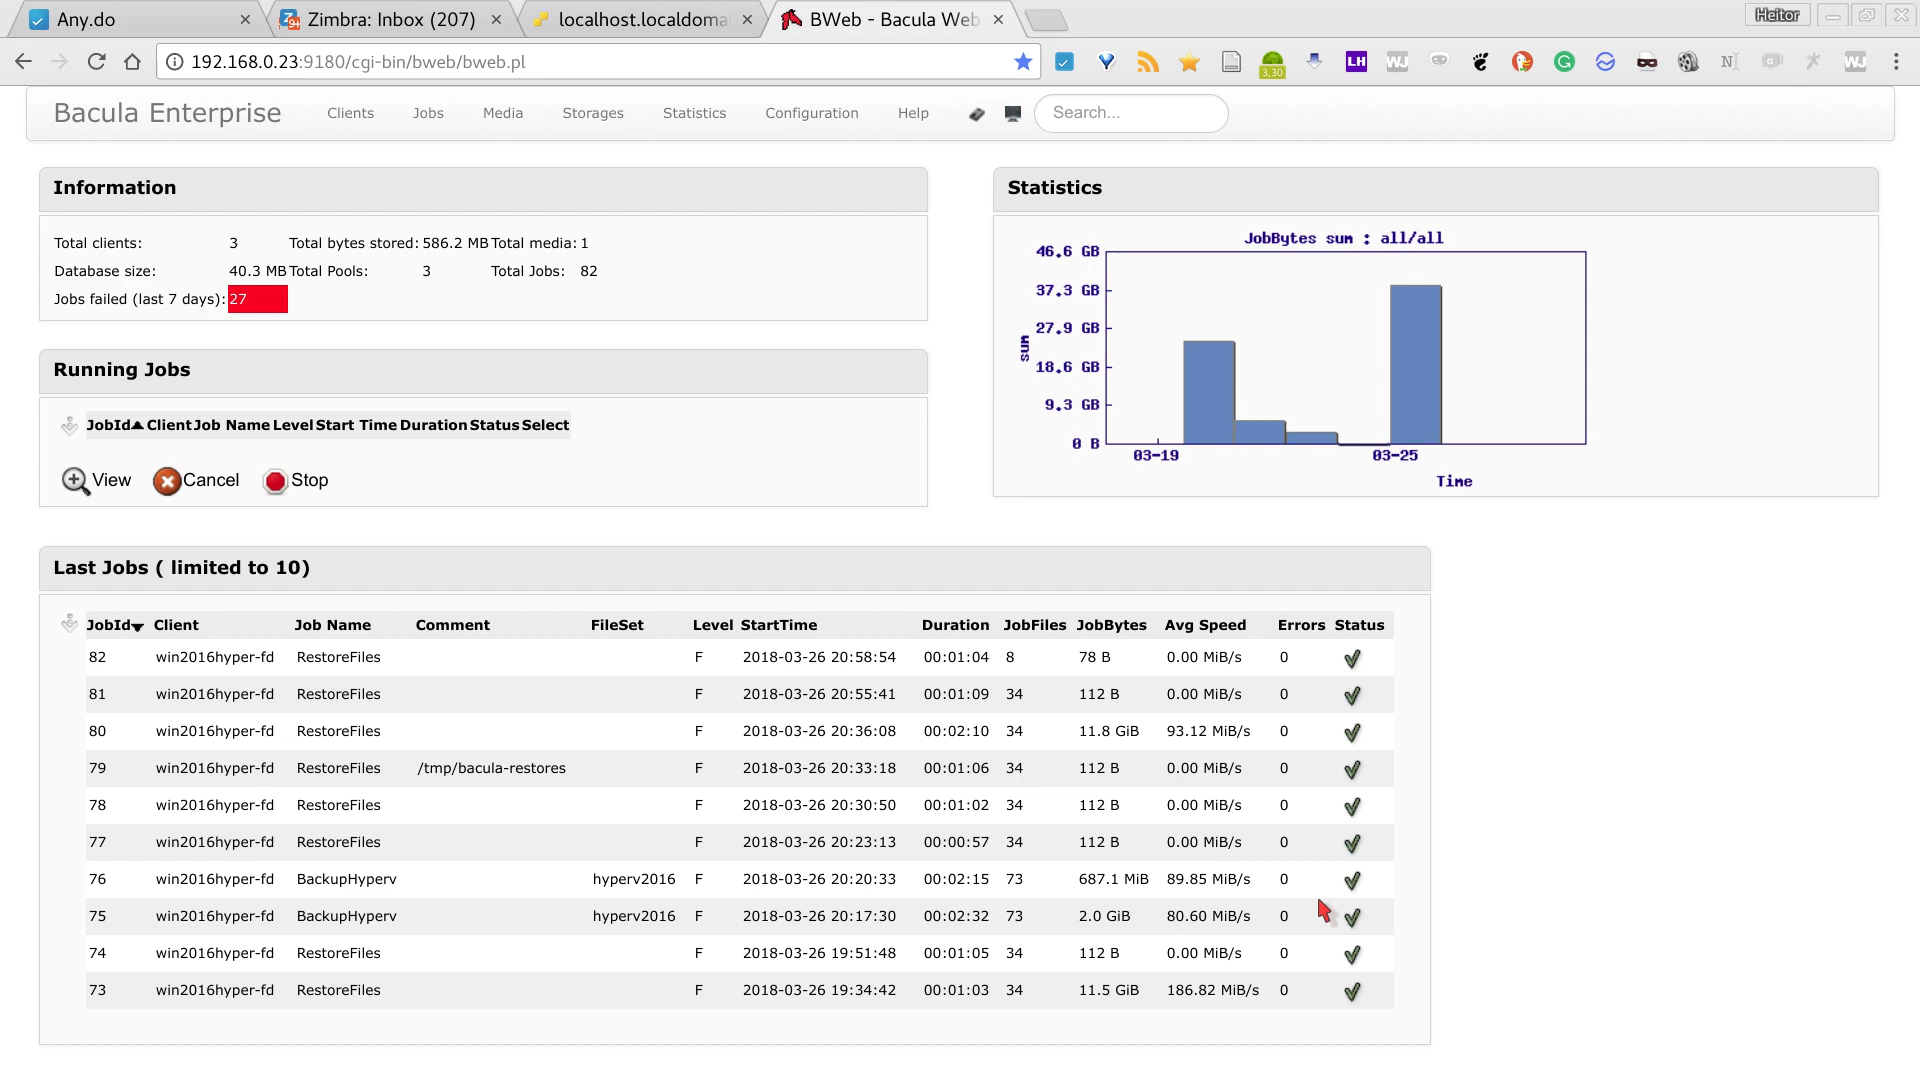 Any.do
Zimbra: Inbox (207)
localhost.localdoma
BWeb - Bacula Web
Heitor
192.168.0.23:9180/cgi-bin/bweb/bweb.pl
3,30
LH
WJ
WJ
Bacula Enterprise Clients Jobs Media Storages Statistics Configuration Help Search...
Information
Total clients: 3 Total bytes stored: 586.2 MB Total media: 1
Database size: 40.3 MB Total Pools: 3 Total Jobs: 82
Jobs failed (last 7 days): 27
Running Jobs
JobId Client Job Name Level Start Time Duration Status Select
View Cancel Stop
Statistics
JobBytes sum : all/all
46.6 GB
37.3 GB
27.9 GB
sum
18.6 GB
9.3 GB
0 B
03-19 03-25
Time
Last Jobs ( limited to 10)
JobId Client Job Name Comment FileSet Level StartTime Duration JobFiles JobBytes Avg Speed Errors Status
82 win2016hyper-fd RestoreFiles F 2018-03-26 20:58:54 00:01:04 8 78 B 0.00 MiB/s 0
81 win2016hyper-fd RestoreFiles F 2018-03-26 20:55:41 00:01:09 34 112 B 0.00 MiB/s 0
80 win2016hyper-fd RestoreFiles F 2018-03-26 20:36:08 00:02:10 34 11.8 GiB 93.12 MiB/s 0
79 win2016hyper-fd RestoreFiles /tmp/bacula-restores F 2018-03-26 20:33:18 00:01:06 34 112 B 0.00 MiB/s 0
78 win2016hyper-fd RestoreFiles F 2018-03-26 20:30:50 00:01:02 34 112 B 0.00 MiB/s 0
77 win2016hyper-fd RestoreFiles F 2018-03-26 20:23:13 00:00:57 34 112 B 0.00 MiB/s 0
76 win2016hyper-fd BackupHyperv hyperv2016 F 2018-03-26 20:20:33 00:02:15 73 687.1 MiB 89.85 MiB/s 0
75 win2016hyper-fd BackupHyperv hyperv2016 F 2018-03-26 20:17:30 00:02:32 73 2.0 GiB 80.60 MiB/s 0
74 win2016hyper-fd RestoreFiles F 2018-03-26 19:51:48 00:01:05 34 112 B 0.00 MiB/s 0
73 win2016hyper-fd RestoreFiles F 2018-03-26 19:34:42 00:01:03 34 11.5 GiB 186.82 MiB/s 0